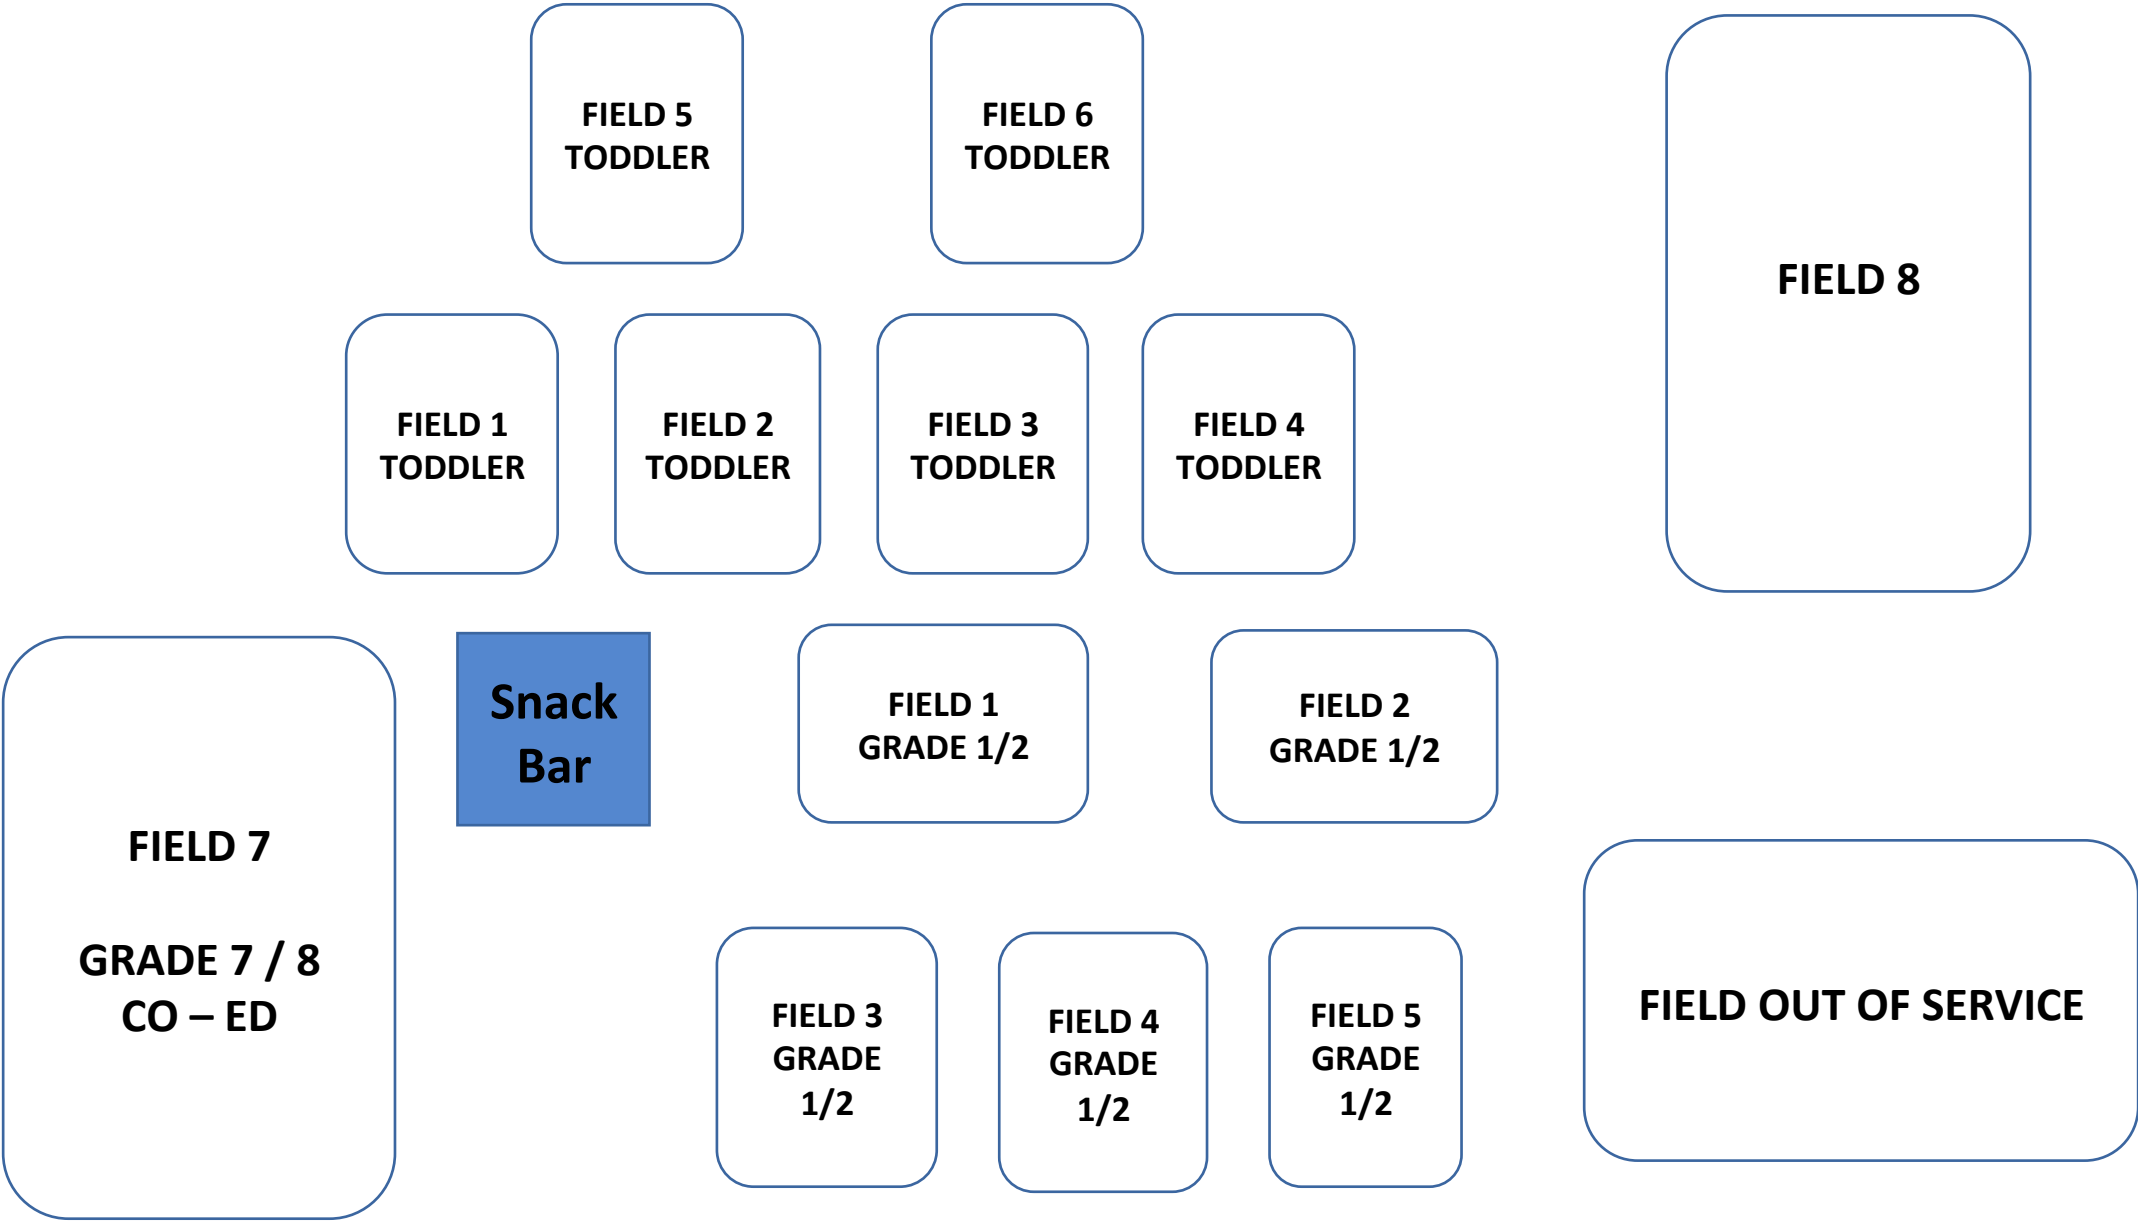 FIELD 5
TODDLER
FIELD 6
TODDLER
FIELD 8
FIELD 1
TODDLER
FIELD 2
TODDLER
FIELD 3
TODDLER
FIELD 4
TODDLER
Snack
Bar
FIELD 1
GRADE 1/2
FIELD 2
GRADE 1/2
FIELD 7
GRADE 7 / 8
CO – ED
FIELD 3
GRADE
1/2
FIELD 4
GRADE
1/2
FIELD 5
GRADE
1/2
FIELD OUT OF SERVICE